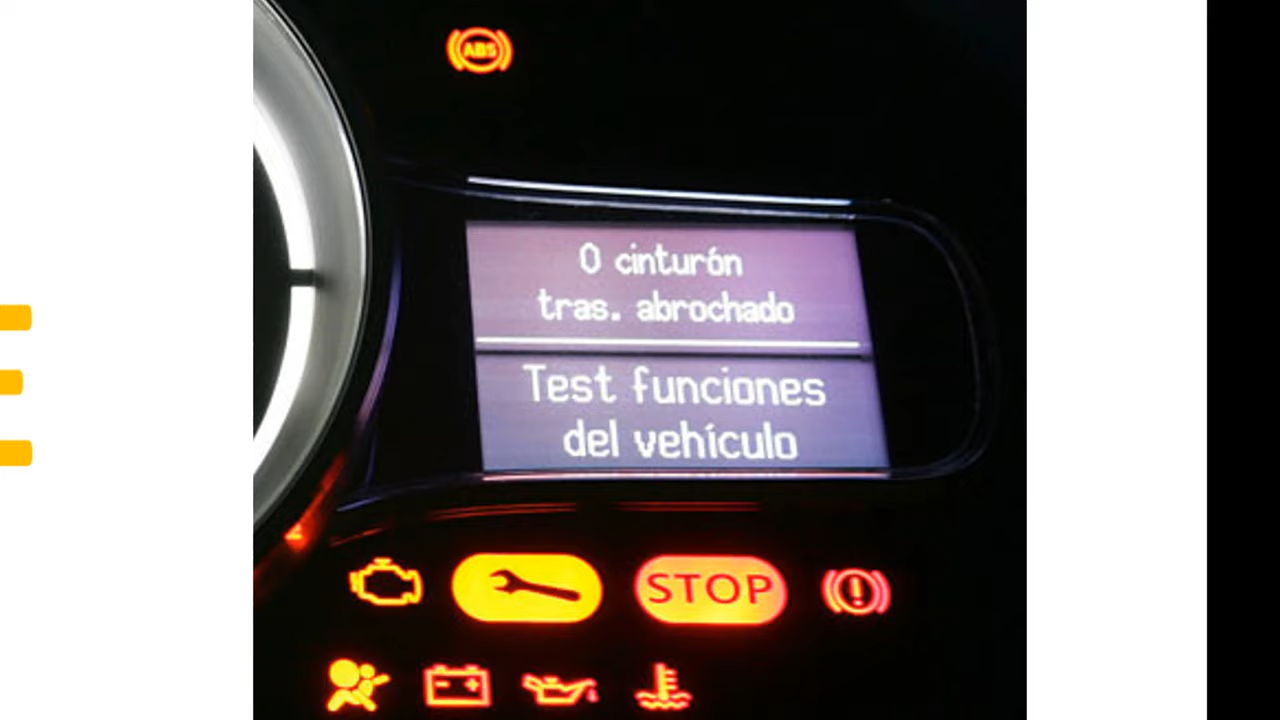 ABS
0 cinturón
tras. abrochado
Test funciones
del vehículo
STOP